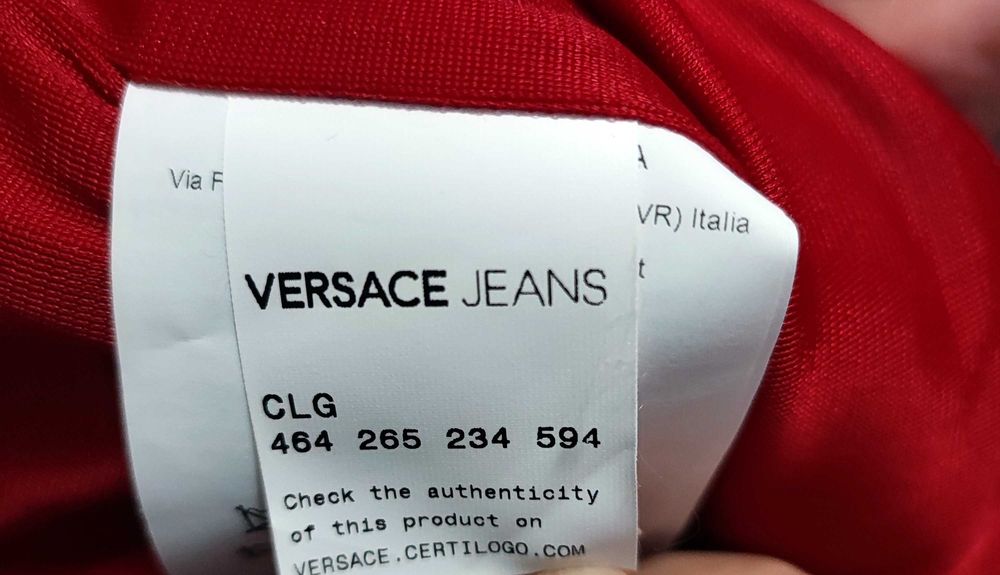 Via
VR) Italia
VERSACE JEANS
CLG
464 265 234 594
Check the authenticity
of this product on
VERSACE.CERTILOGO.COM